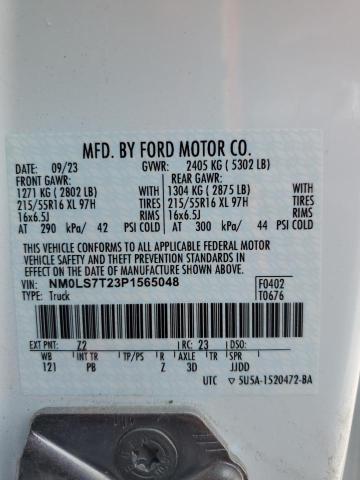 MFD. BY FORD MOTOR CO.
DATE: 09/23 GVWR: 2405 KG ( 5302 LB)
FRONT GAWR: REAR GAWR:
1271 KG ( 2802 LB) WITH 1304 KG ( 2875 LB) WITH
215/55R16 XL 97H TIRES 215/55R16 XL 97H TIRES
16x6.5J RIMS 16x6.5J RIMS
AT 290 kPa/ 42 PSI COLD AT 300 kPa/ 44 PSI COLD
THIS VEHICLE CONFORMS TO ALL APPLICABLE FEDERAL MOTOR
VEHICLE SAFETY STANDARDS IN EFFECT ON THE
DATE OF MANUFACTURE SHOWN ABOVE.
VIN: NM0LS7T23P1565048 F0402
TYPE: Truck T0676
EXT PNT: Z2 RC: 23 DSO:
WB INT TR TP/PS R AXLE TR SPR
121 PB Z 3D JJDD
UTC 5U5A-1520472-BA